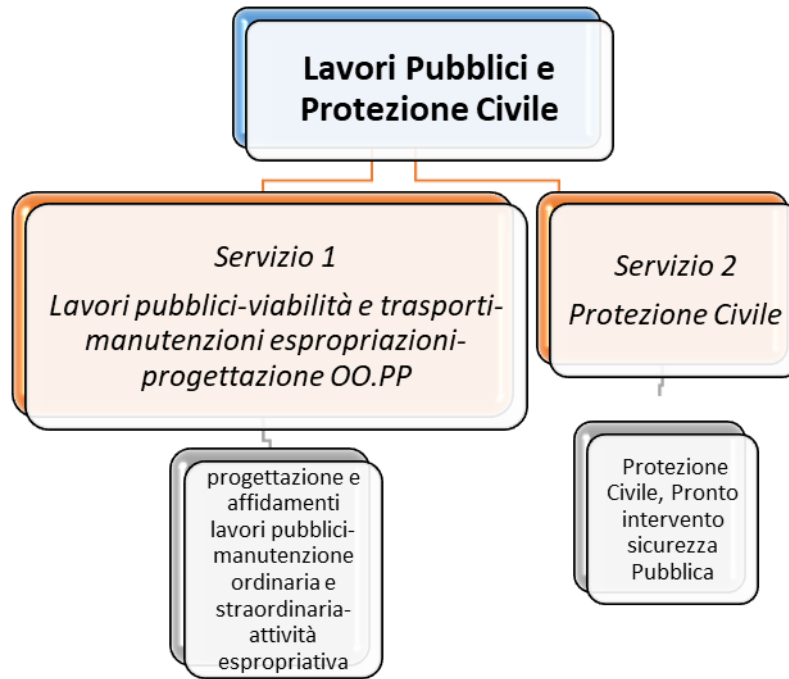 Lavori Pubblici e
Protezione Civile
Servizio 1
Lavori pubblici-viabilità e trasporti-
manutenzioni espropriazioni-
progettazione OO.PP
Servizio 2
Protezione Civile
progettazione e
affidamenti
lavori pubblici-
manutenzione
ordinaria e
straordinaria-
attività
espropriativa
Protezione
Civile, Pronto
intervento
sicurezza
Pubblica